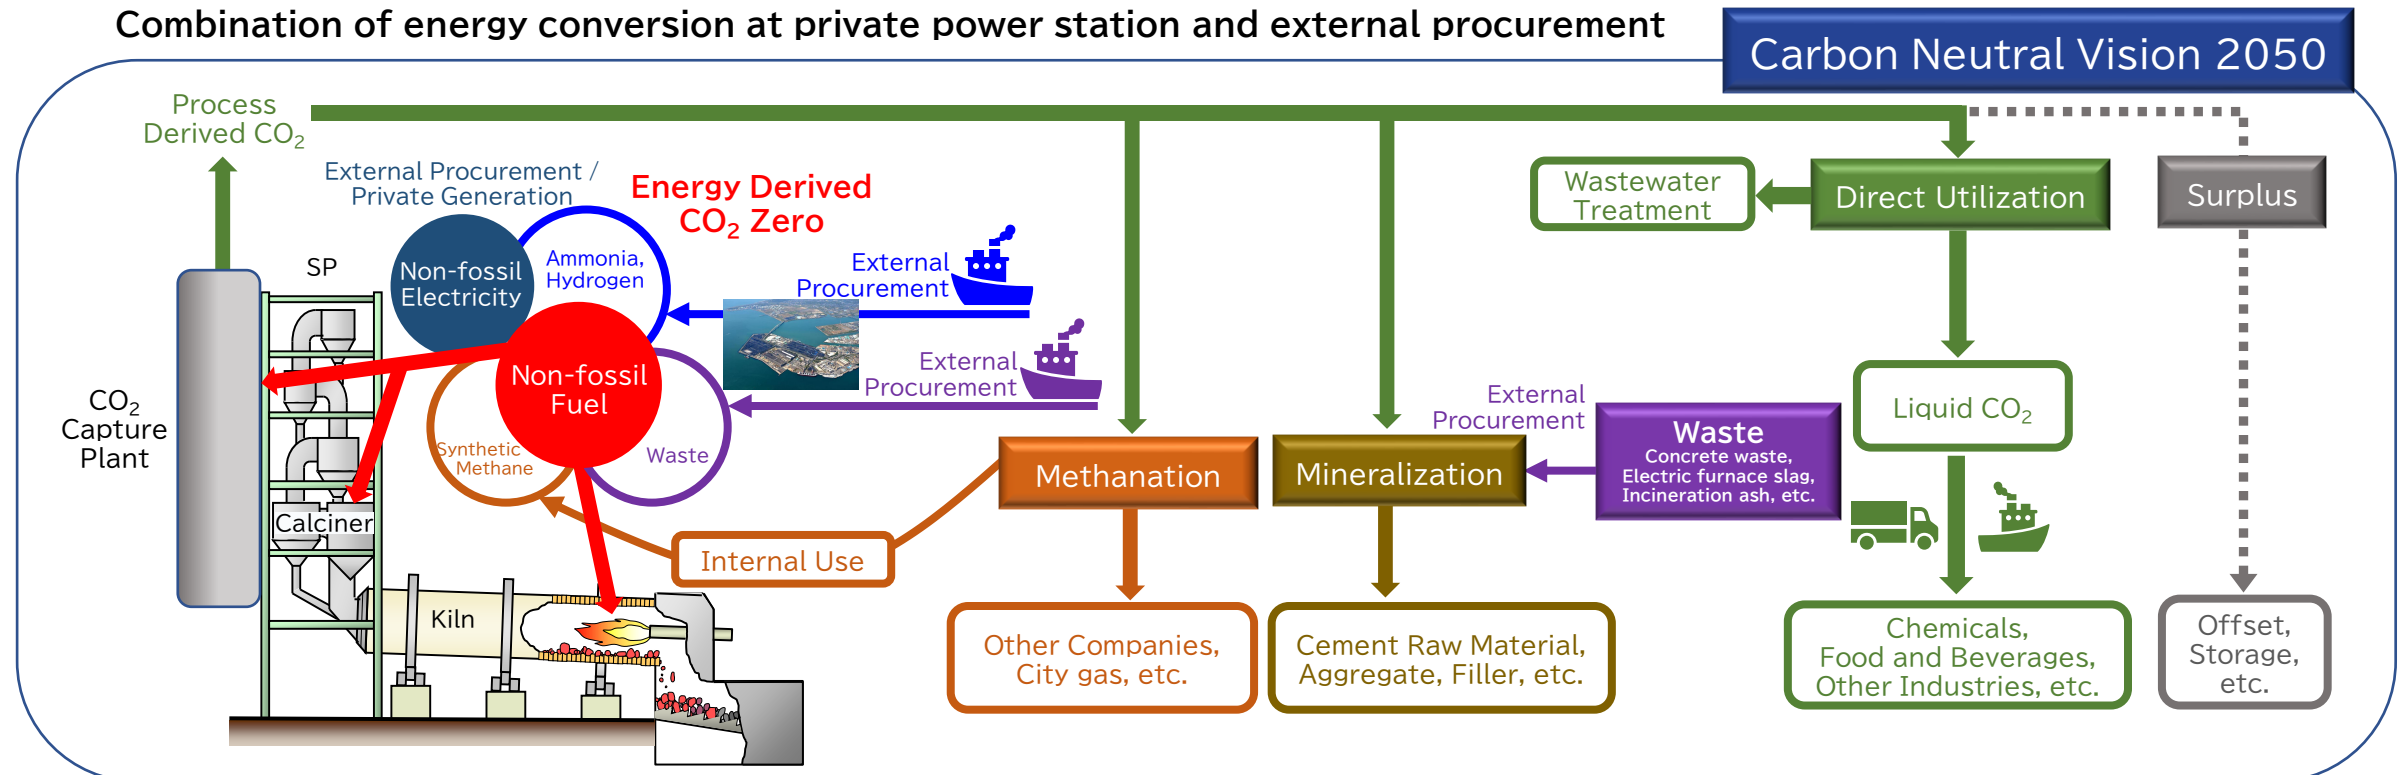 Combination of energy conversion at private power station and external procurement
Carbon Neutral Vision 2050
Process
Derived CO₂
External Procurement /
Private Generation
Energy Derived
CO₂ Zero
Non-fossil
Electricity
Ammonia,
Hydrogen
External
Procurement
External
Procurement
Non-fossil
Fuel
Synthetic
Methane
Waste
SP
CO₂
Capture
Plant
Calciner
Kiln
Internal Use
Methanation
Other Companies,
City gas, etc.
Mineralization
Cement Raw Material,
Aggregate, Filler, etc.
External
Procurement
Waste
Concrete waste,
Electric furnace slag,
Incineration ash, etc.
Wastewater
Treatment
Direct Utilization
Liquid CO₂
Chemicals,
Food and Beverages,
Other Industries, etc.
Surplus
Offset,
Storage,
etc.